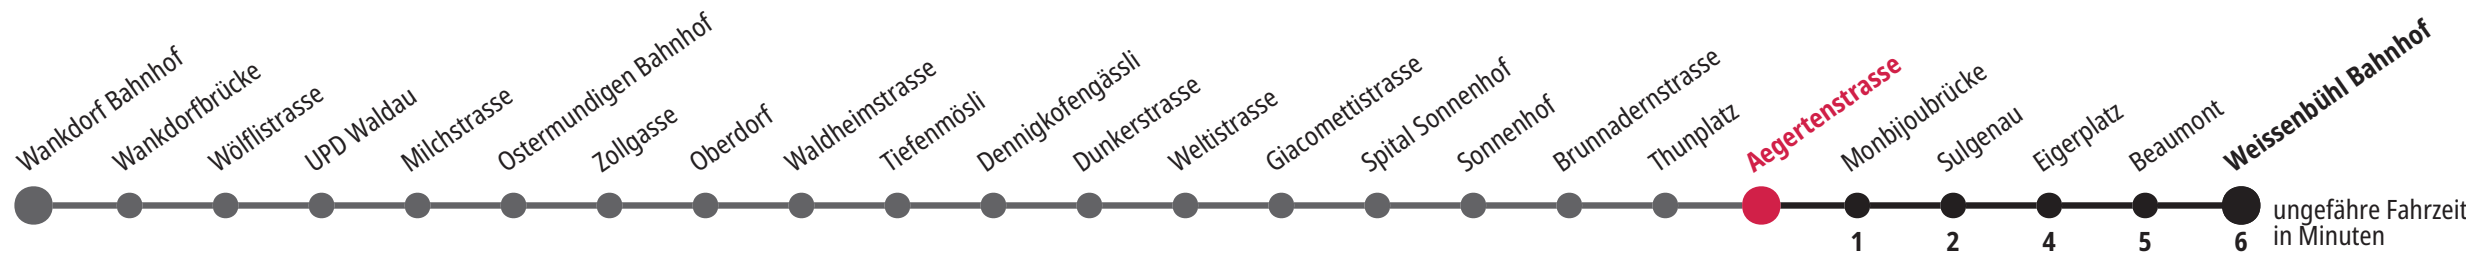 Wankdorf Bahnhof
Wankdorfbrücke
Wölflistrasse
UPD Waldau
Milchstrasse
Ostermundigen Bahnhof
Zollgasse
Oberdorf
Waldheimstrasse
Tiefenmösli
Dennigkofengässli
Dunkerstrasse
Weltistrasse
Giacomettistrasse
Spital Sonnenhof
Sonnenhof
Brunnadernstrasse
Thunplatz
Aegertenstrasse
Monbijoubrücke
Sulgenau
Eigerplatz
Beaumont
Weissenbühl Bahnhof
1
2
4
5
6
ungefähre Fahrzeit
in Minuten